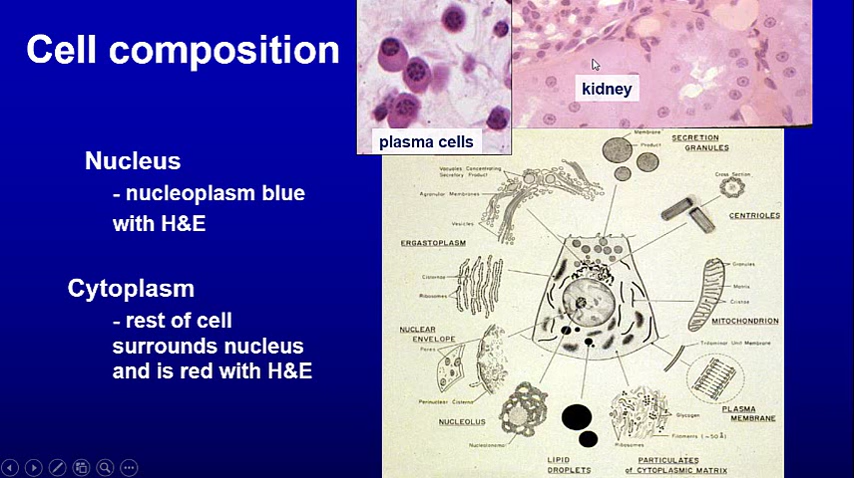 Cell composition
plasma cells
kidney
Nucleus
- nucleoplasm blue
with H&E
Cytoplasm
- rest of cell
surrounds nucleus
and is red with H&E
Membrane
Product
SECRETION
GRANULES
Vacuoles Concentrating
Secretory Product
Agranular Membranes
Vesicles
ERGASTOPLASM
Cross Section
CENTRIOLES
Cisternae
Ribosomes
Granules
Matrix
Cristae
MITOCHONDRION
NUCLEAR
ENVELOPE
Pores
Perinuclear Cisterna
Trilaminar Unit Membrane
PLASMA
MEMBRANE
NUCLEOLUS
Nucleolonema
LIPID
DROPLETS
Glycogen
Filaments (~50Å)
Ribosomes
PARTICULATES
of CYTOPLASMIC MATRIX